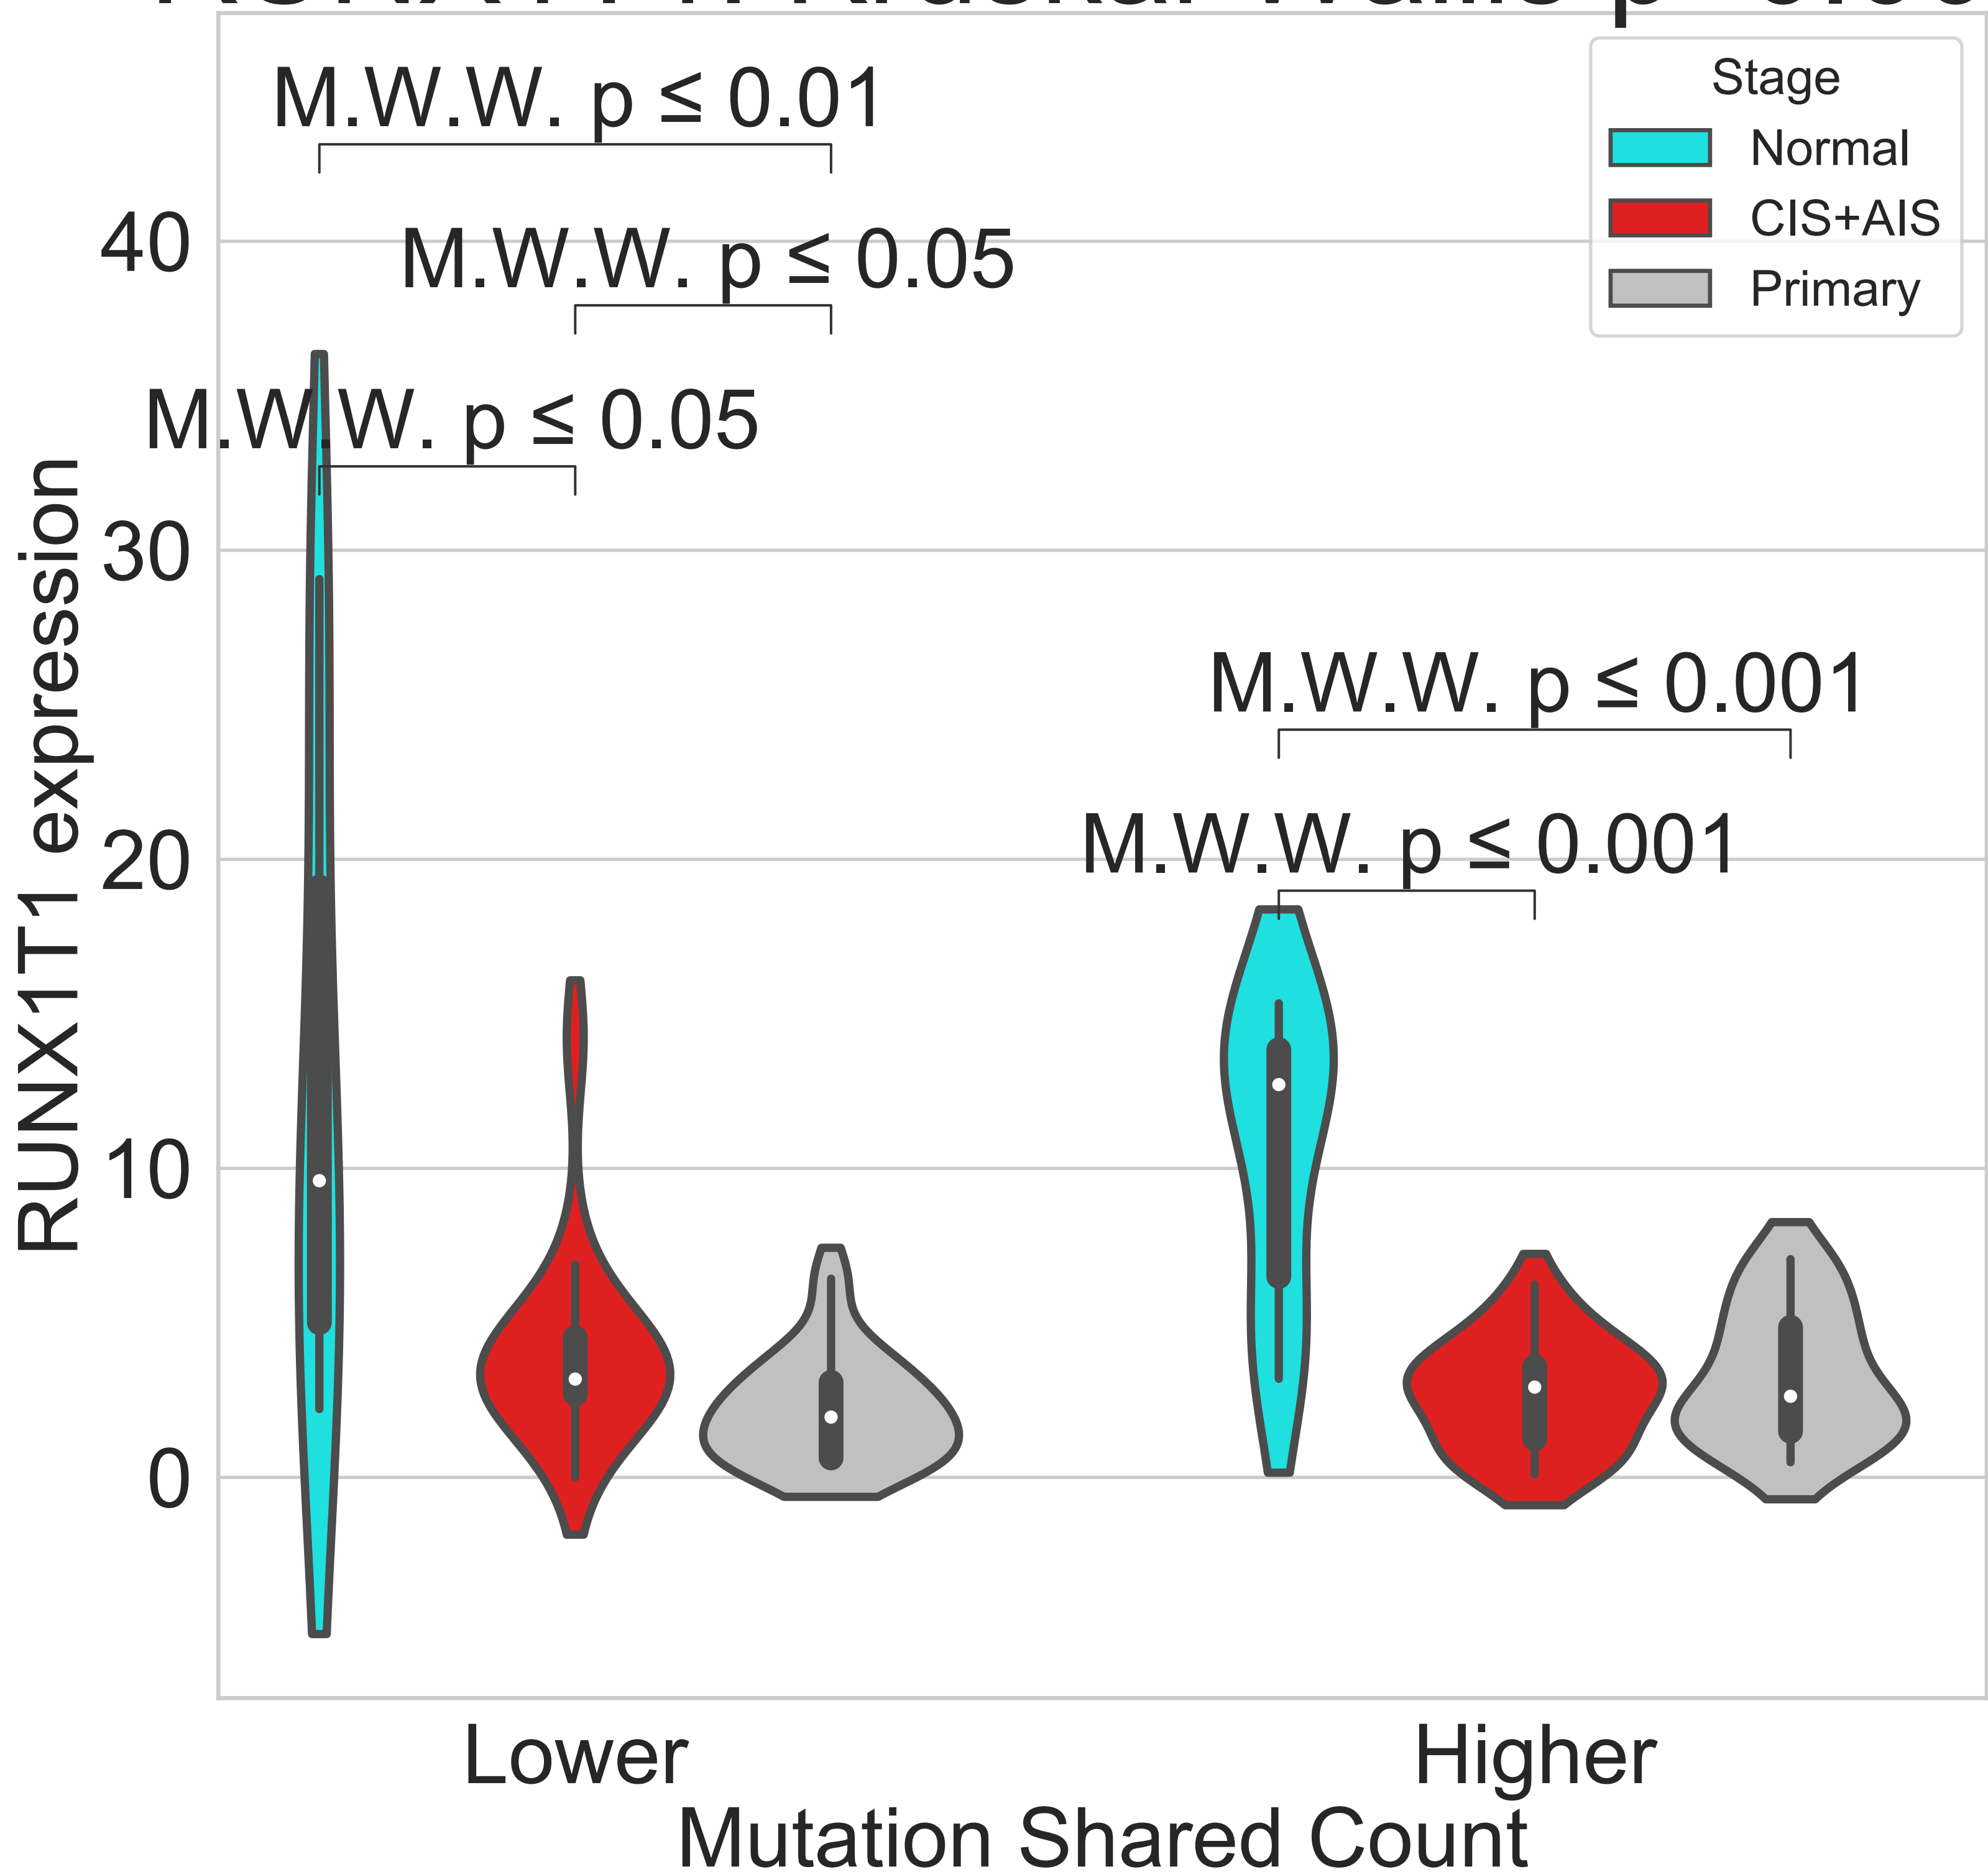 M.W.W. p ≤ 0.01
Stage
Normal
CIS+AIS
Primary
M.W.W. p ≤ 0.05
M.W.W. p ≤ 0.05
M.W.W. p ≤ 0.001
M.W.W. p ≤ 0.001
40
30
20
10
0
RUNX1T1 expression
Lower
Higher
Mutation Shared Count